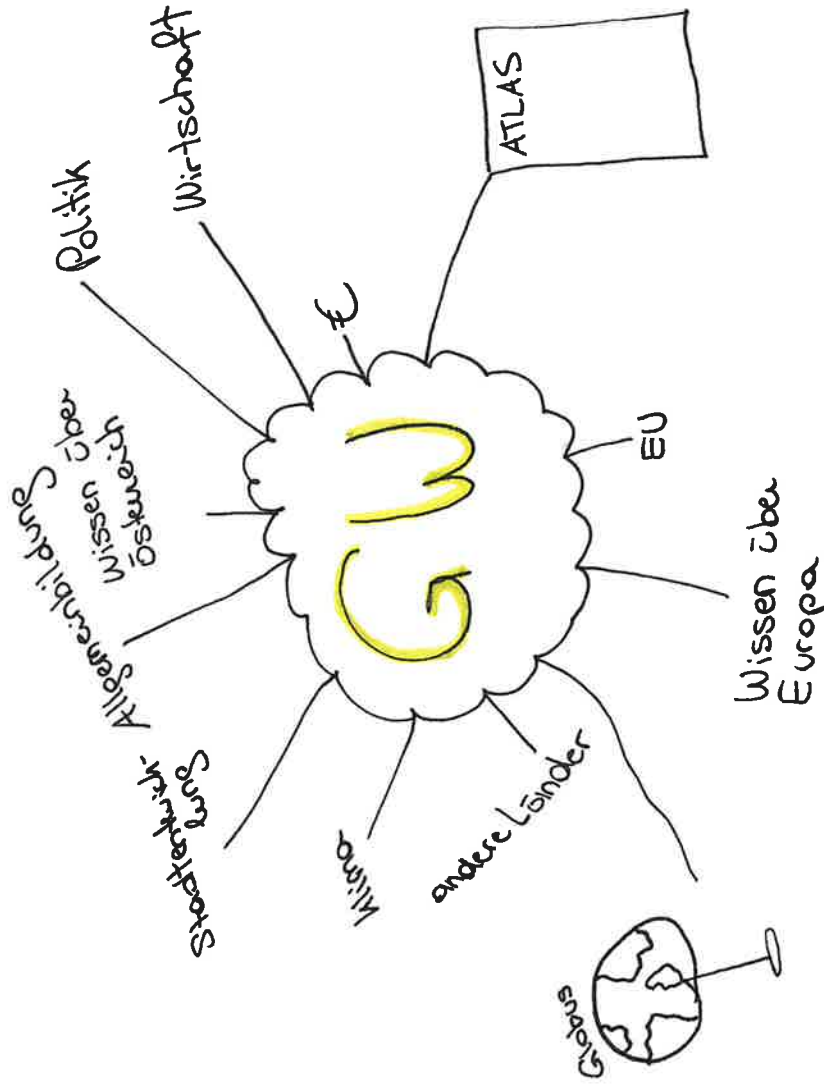 Politik
Wirtschaft
€
ATLAS
EU
Wissen über
Europa
Globus
andere Länder
Klima
Stadtentwick-
lung
Allgemeinbildung
Wissen über
Österreich
GW